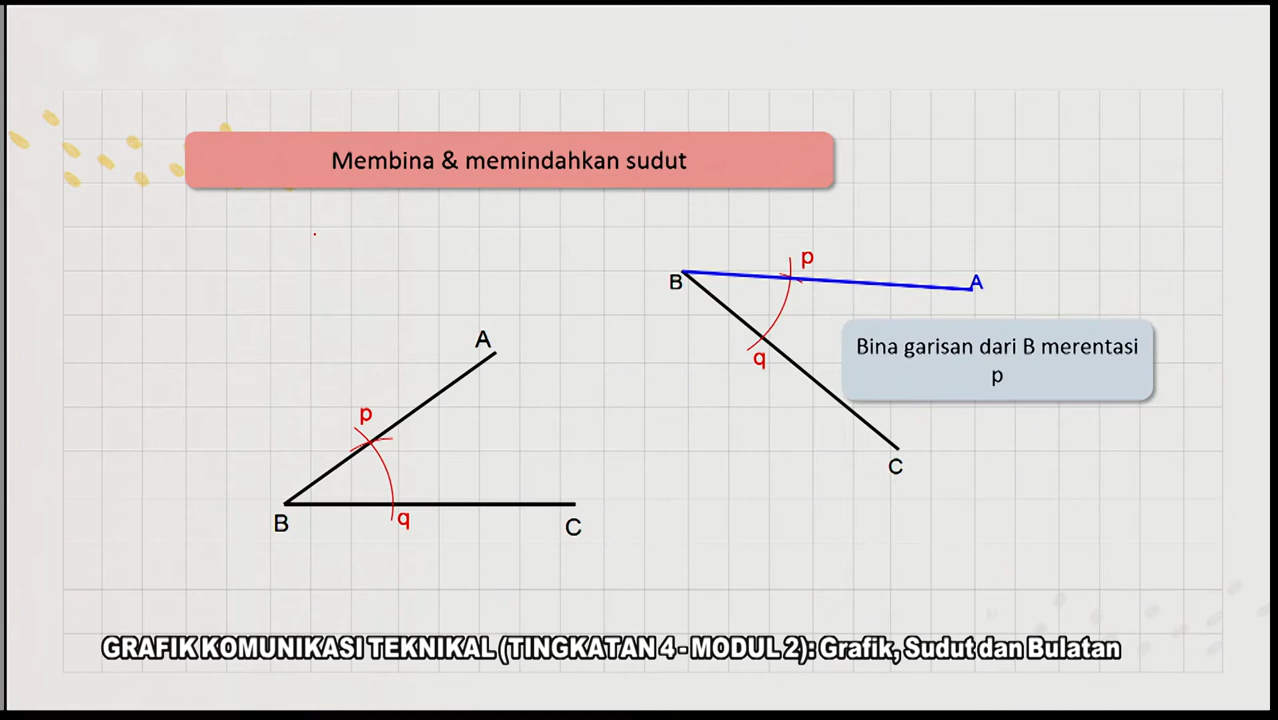 Membina & memindahkan sudut
p
B
A
q
Bina garisan dari B merentasi
p
C
A
p
B
q
C
GRAFIK KOMUNIKASI TEKNIKAL (TINGKATAN 4 - MODUL 2): Grafik, Sudut dan Bulatan